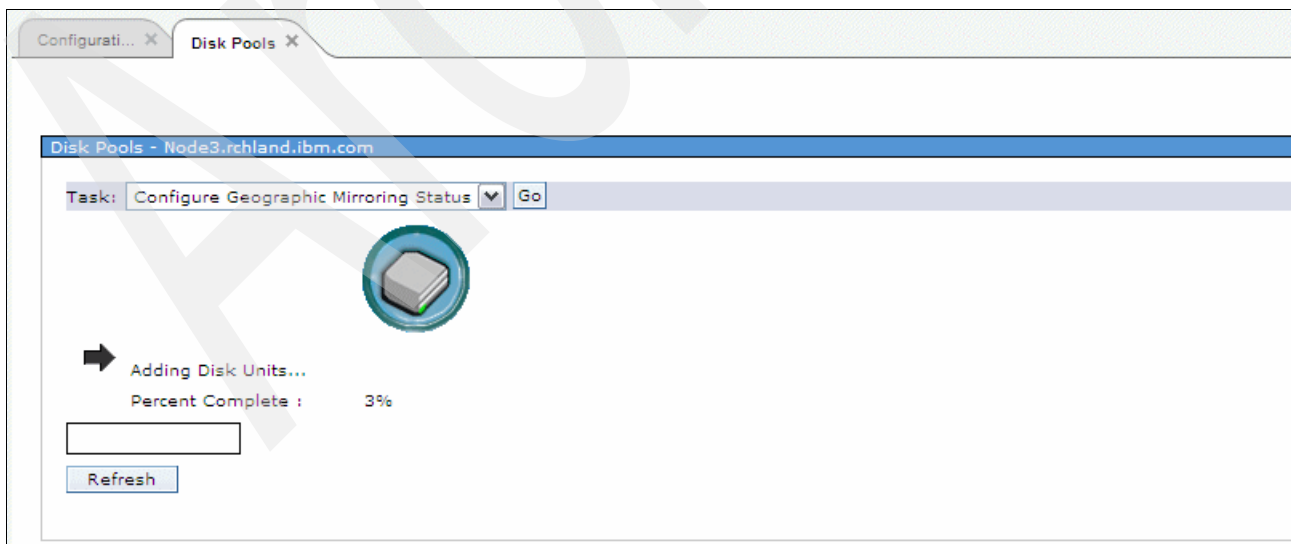 Configurati... ×
Disk Pools ×
Disk Pools - Node3.rchland.ibm.com
Task: Configure Geographic Mirroring Status Go
Adding Disk Units...
Percent Complete : 3%
Refresh